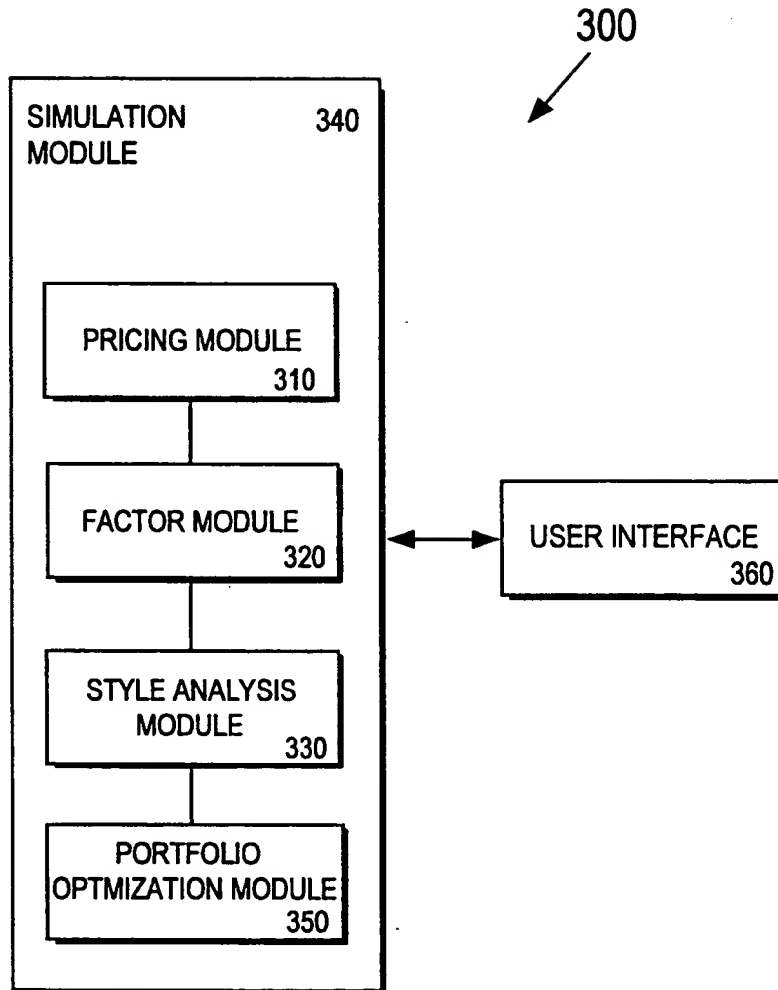 300
SIMULATION 340
MODULE
PRICING MODULE
310
FACTOR MODULE
320
USER INTERFACE
360
STYLE ANALYSIS
MODULE
330
PORTFOLIO
OPTMIZATION MODULE
350